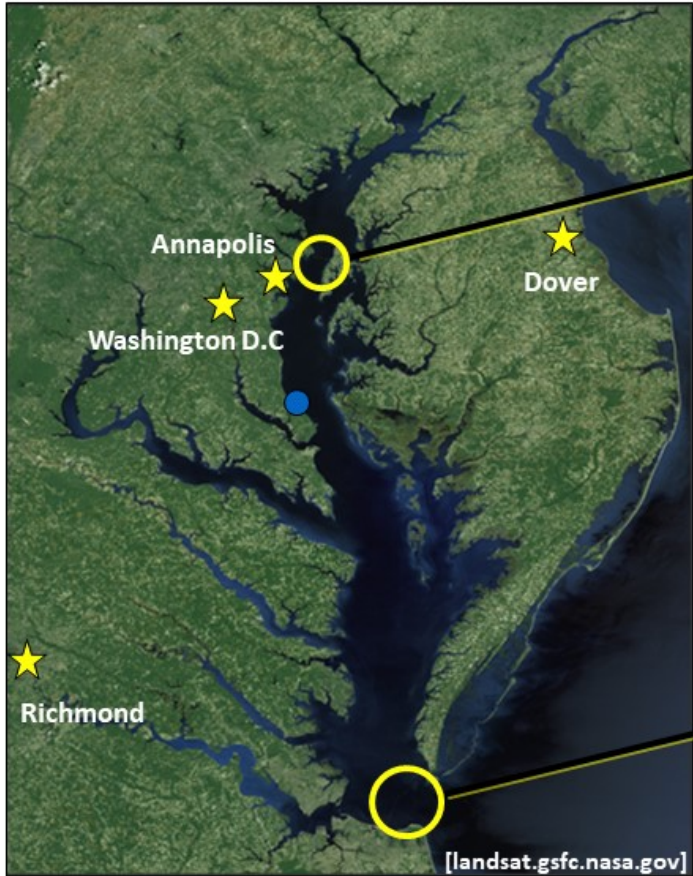 Annapolis
Dover
Washington D.C
Richmond
[landsat.gsfc.nasa.gov]